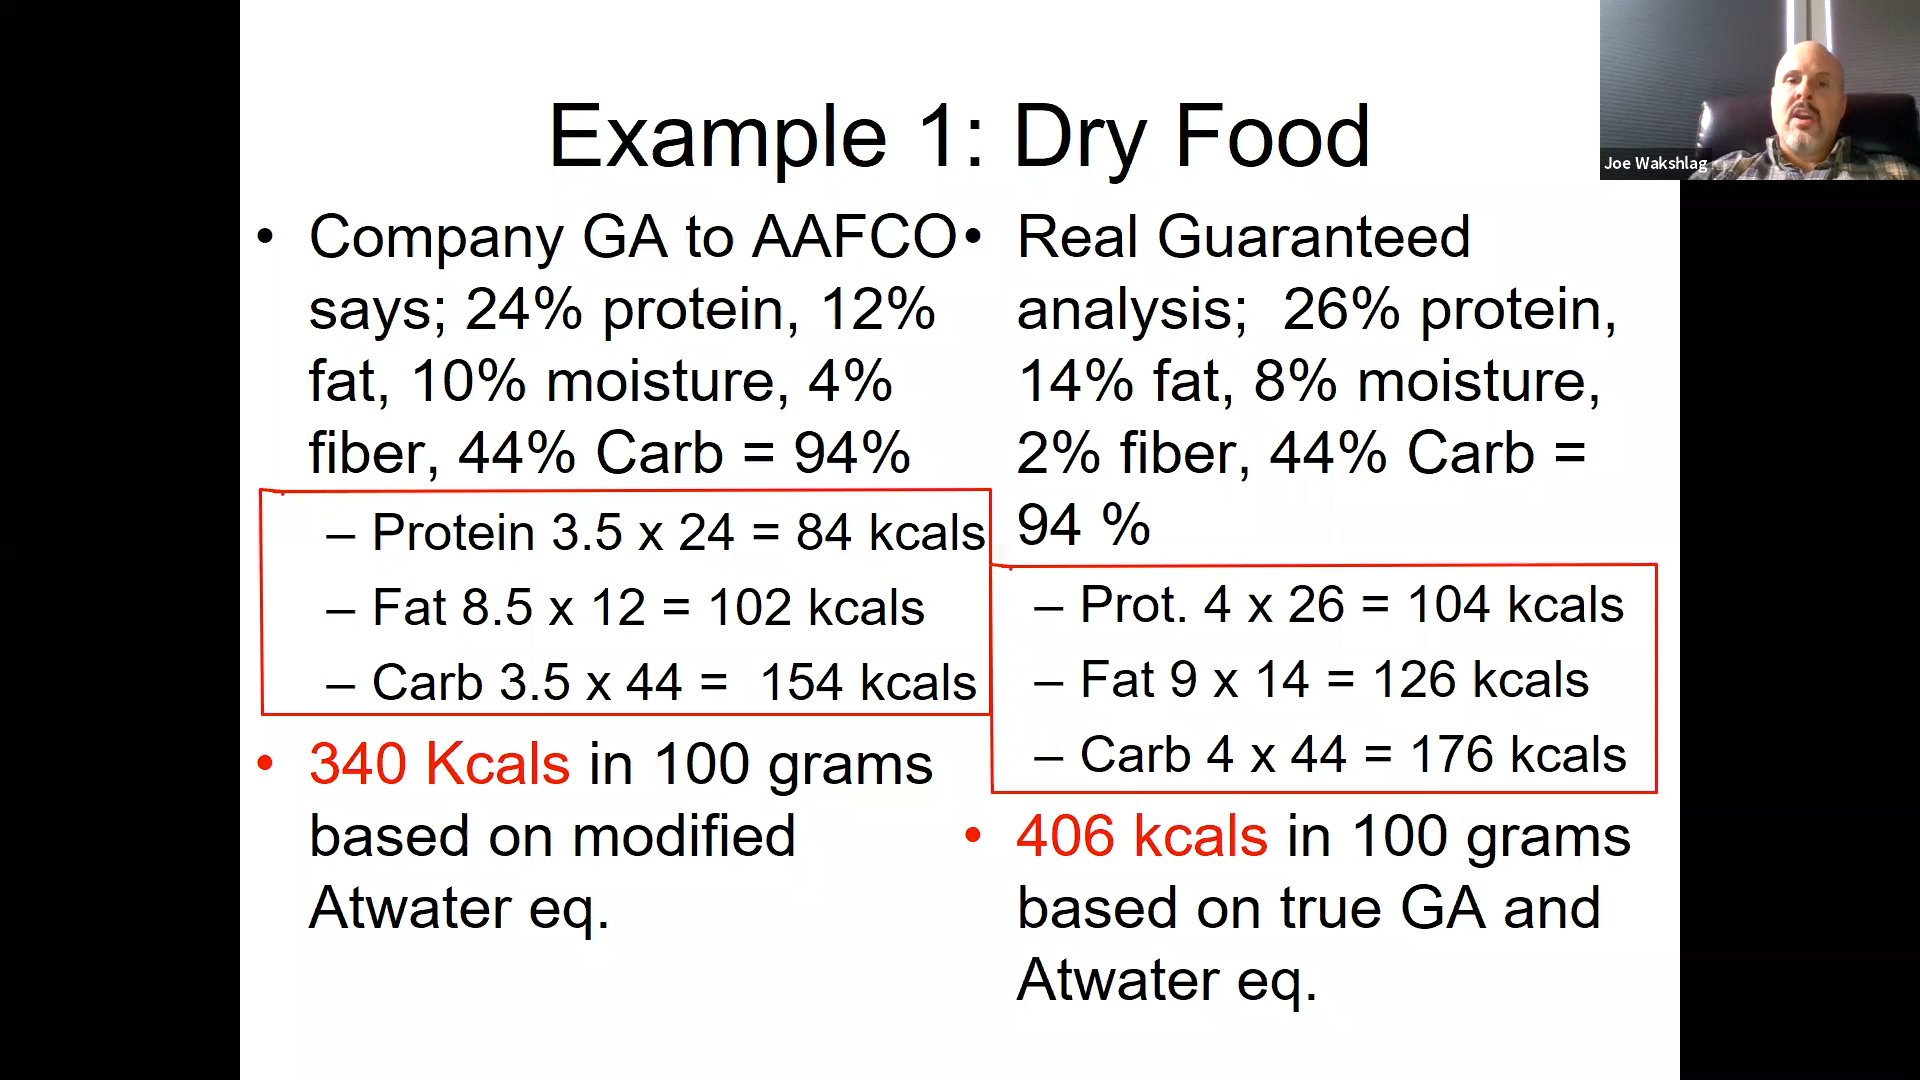 Example 1: Dry Food
• Company GA to AAFCO
says; 24% protein, 12%
fat, 10% moisture, 4%
fiber, 44% Carb = 94%
– Protein 3.5 x 24 = 84 kcals
– Fat 8.5 x 12 = 102 kcals
– Carb 3.5 x 44 = 154 kcals
• 340 Kcals in 100 grams
based on modified
Atwater eq.
• Real Guaranteed
analysis; 26% protein,
14% fat, 8% moisture,
2% fiber, 44% Carb =
94 %
– Prot. 4 x 26 = 104 kcals
– Fat 9 x 14 = 126 kcals
– Carb 4 x 44 = 176 kcals
• 406 kcals in 100 grams
based on true GA and
Atwater eq.
Joe Wakshlag